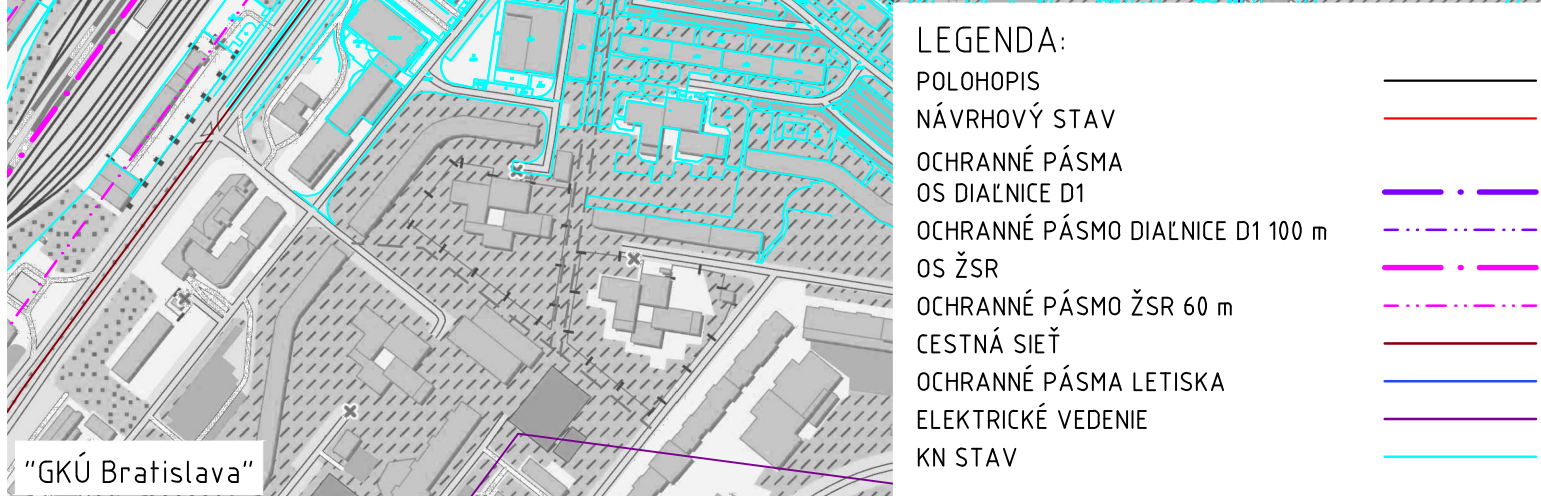 LEGENDA:
POLOHOPIS
NÁVRHOVÝ STAV
OCHRANNÉ PÁSMA
OS DIAĽNICE D1
OCHRANNÉ PÁSMO DIAĽNICE D1 100 m
OS ŽSR
OCHRANNÉ PÁSMO ŽSR 60 m
CESTNÁ SIEŤ
OCHRANNÉ PÁSMA LETISKA
ELEKTRICKÉ VEDENIE
KN STAV
"GKÚ Bratislava"